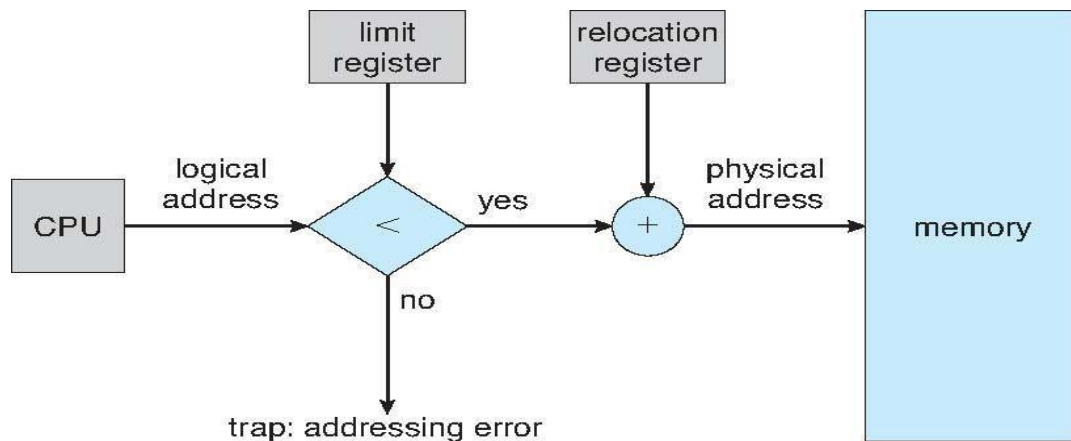 limit
register
relocation
register
logical
address
physical
address
CPU
<
yes
+
memory
no
trap: addressing error